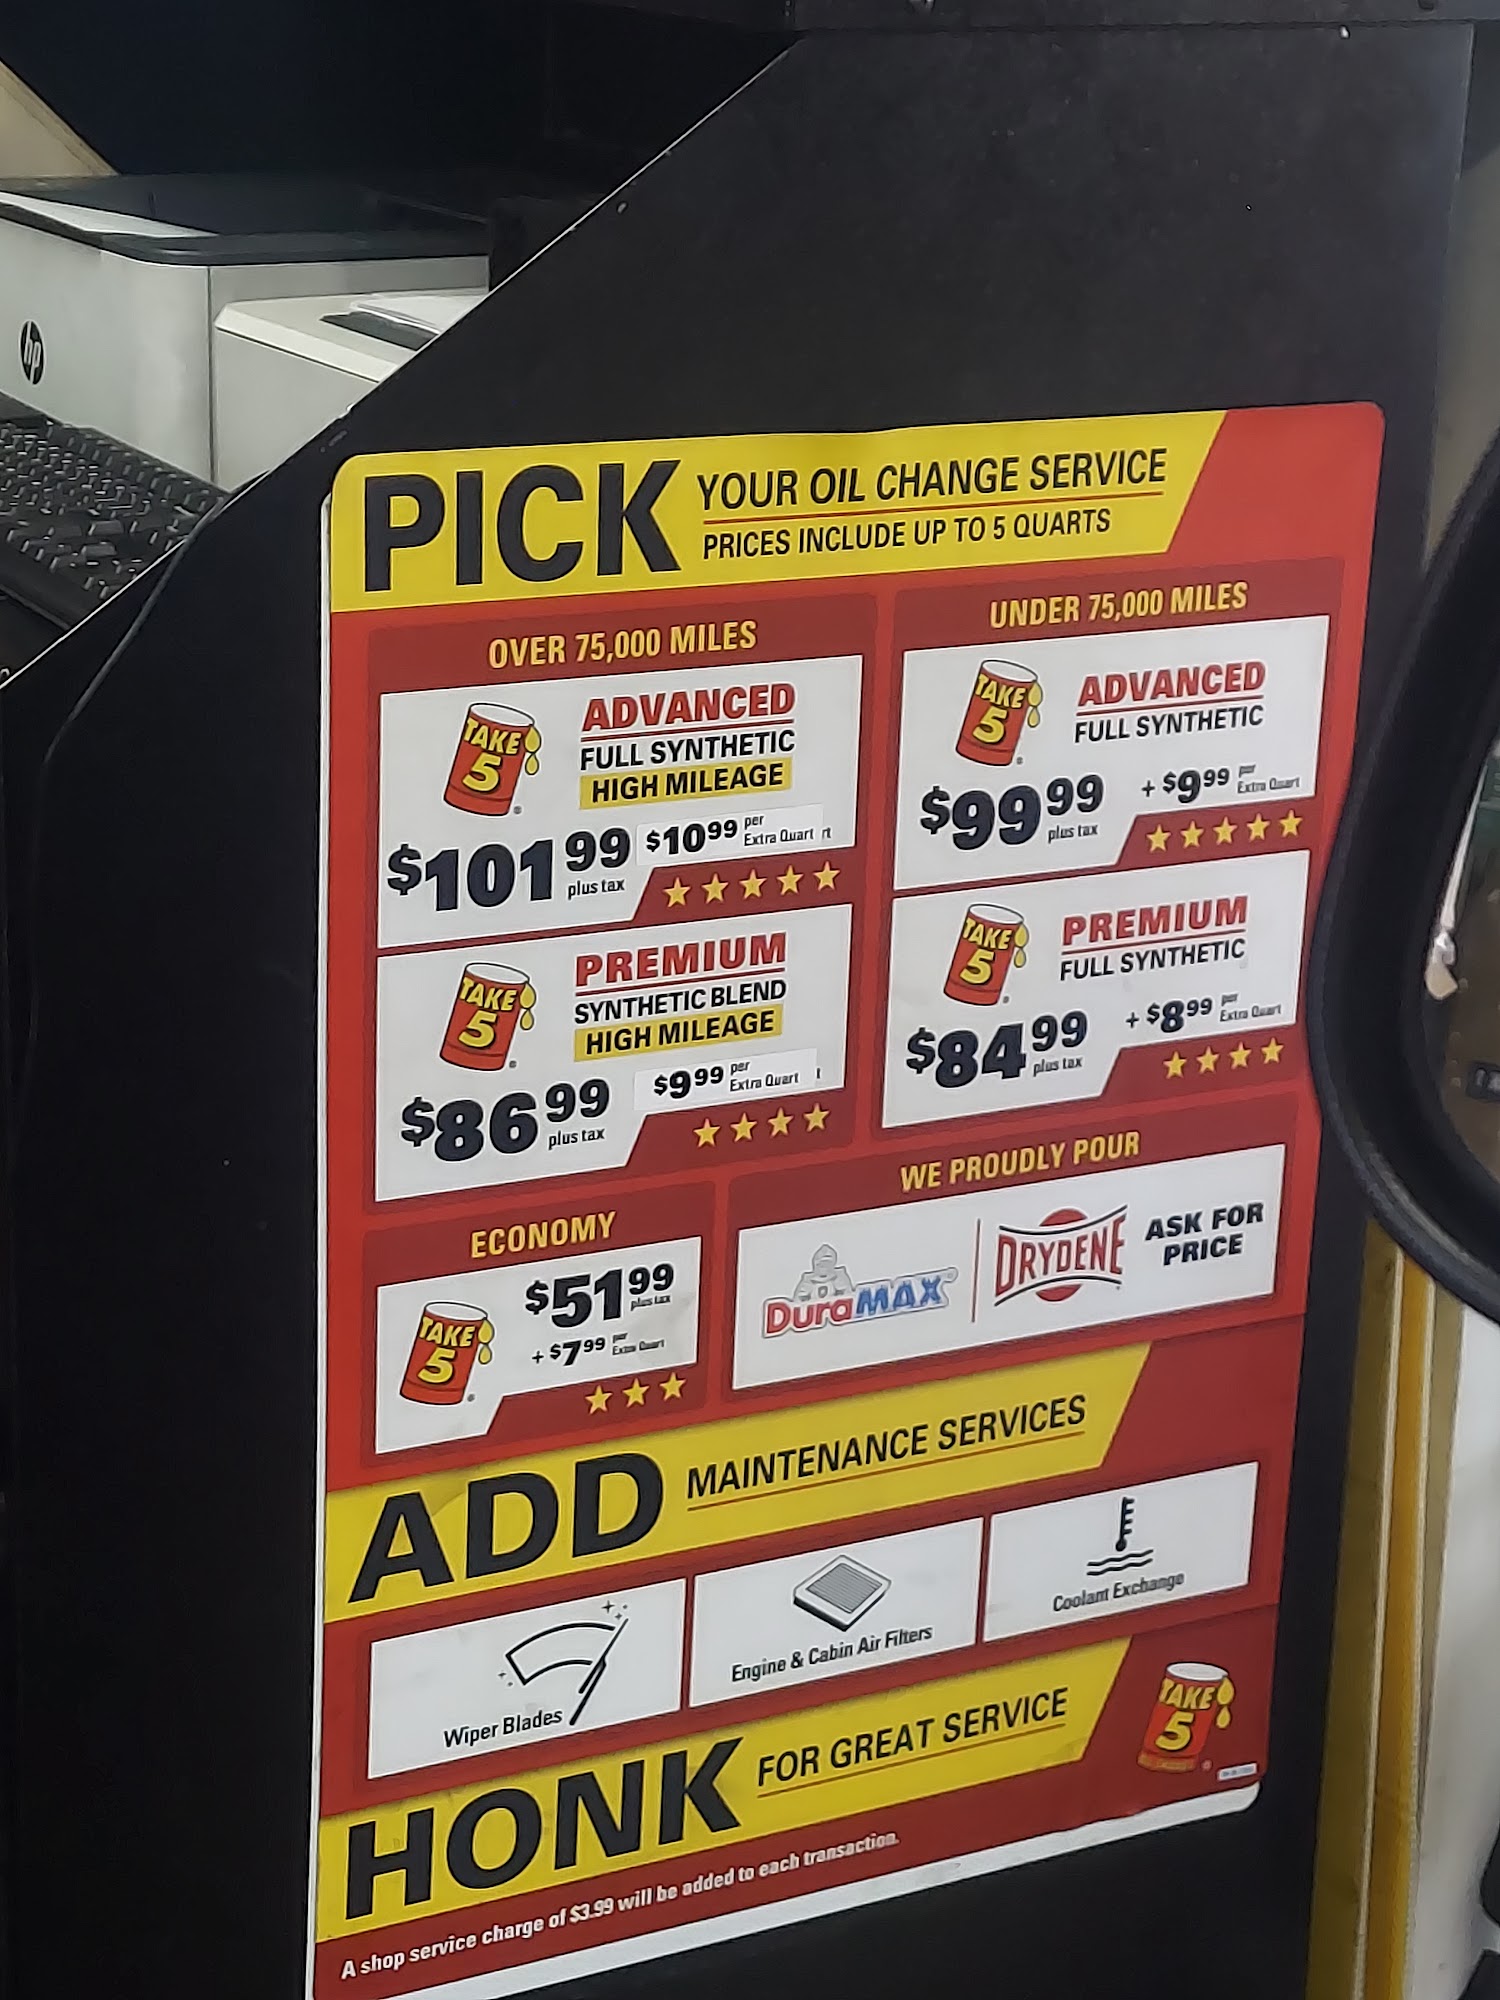 hp
PICK YOUR OIL CHANGE SERVICE
PRICES INCLUDE UP TO 5 QUARTS
OVER 75,000 MILES
TAKE 5
ADVANCED
FULL SYNTHETIC
HIGH MILEAGE
$101 99 plus tax
$10 99 per Extra Quart
PREMIUM
SYNTHETIC BLEND
HIGH MILEAGE
TAKE 5
$86 99 plus tax
$9 99 per Extra Quart
UNDER 75,000 MILES
TAKE 5
ADVANCED
FULL SYNTHETIC
$99 99 plus tax
+ $9 99 per Extra Quart
TAKE 5
PREMIUM
FULL SYNTHETIC
$84 99 plus tax
+ $8 99 per Extra Quart
ECONOMY
TAKE 5
$51 99 plus tax
+ $7 99 per Extra Quart
WE PROUDLY POUR
DuraMAX
DRYDENE
ASK FOR
PRICE
ADD MAINTENANCE SERVICES
Wiper Blades
Engine & Cabin Air Filters
Coolant Exchange
HONK FOR GREAT SERVICE
TAKE 5
A shop service charge of $3.99 will be added to each transaction.